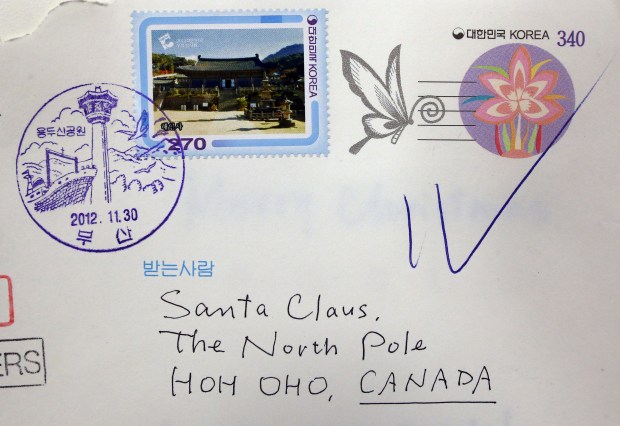 대한민국 KOREA
270
대한민국 KOREA 340
용두산공원
2012.11.30
부산
받는사람
Santa Claus,
The North Pole
HOH OHO, CANADA
ERS